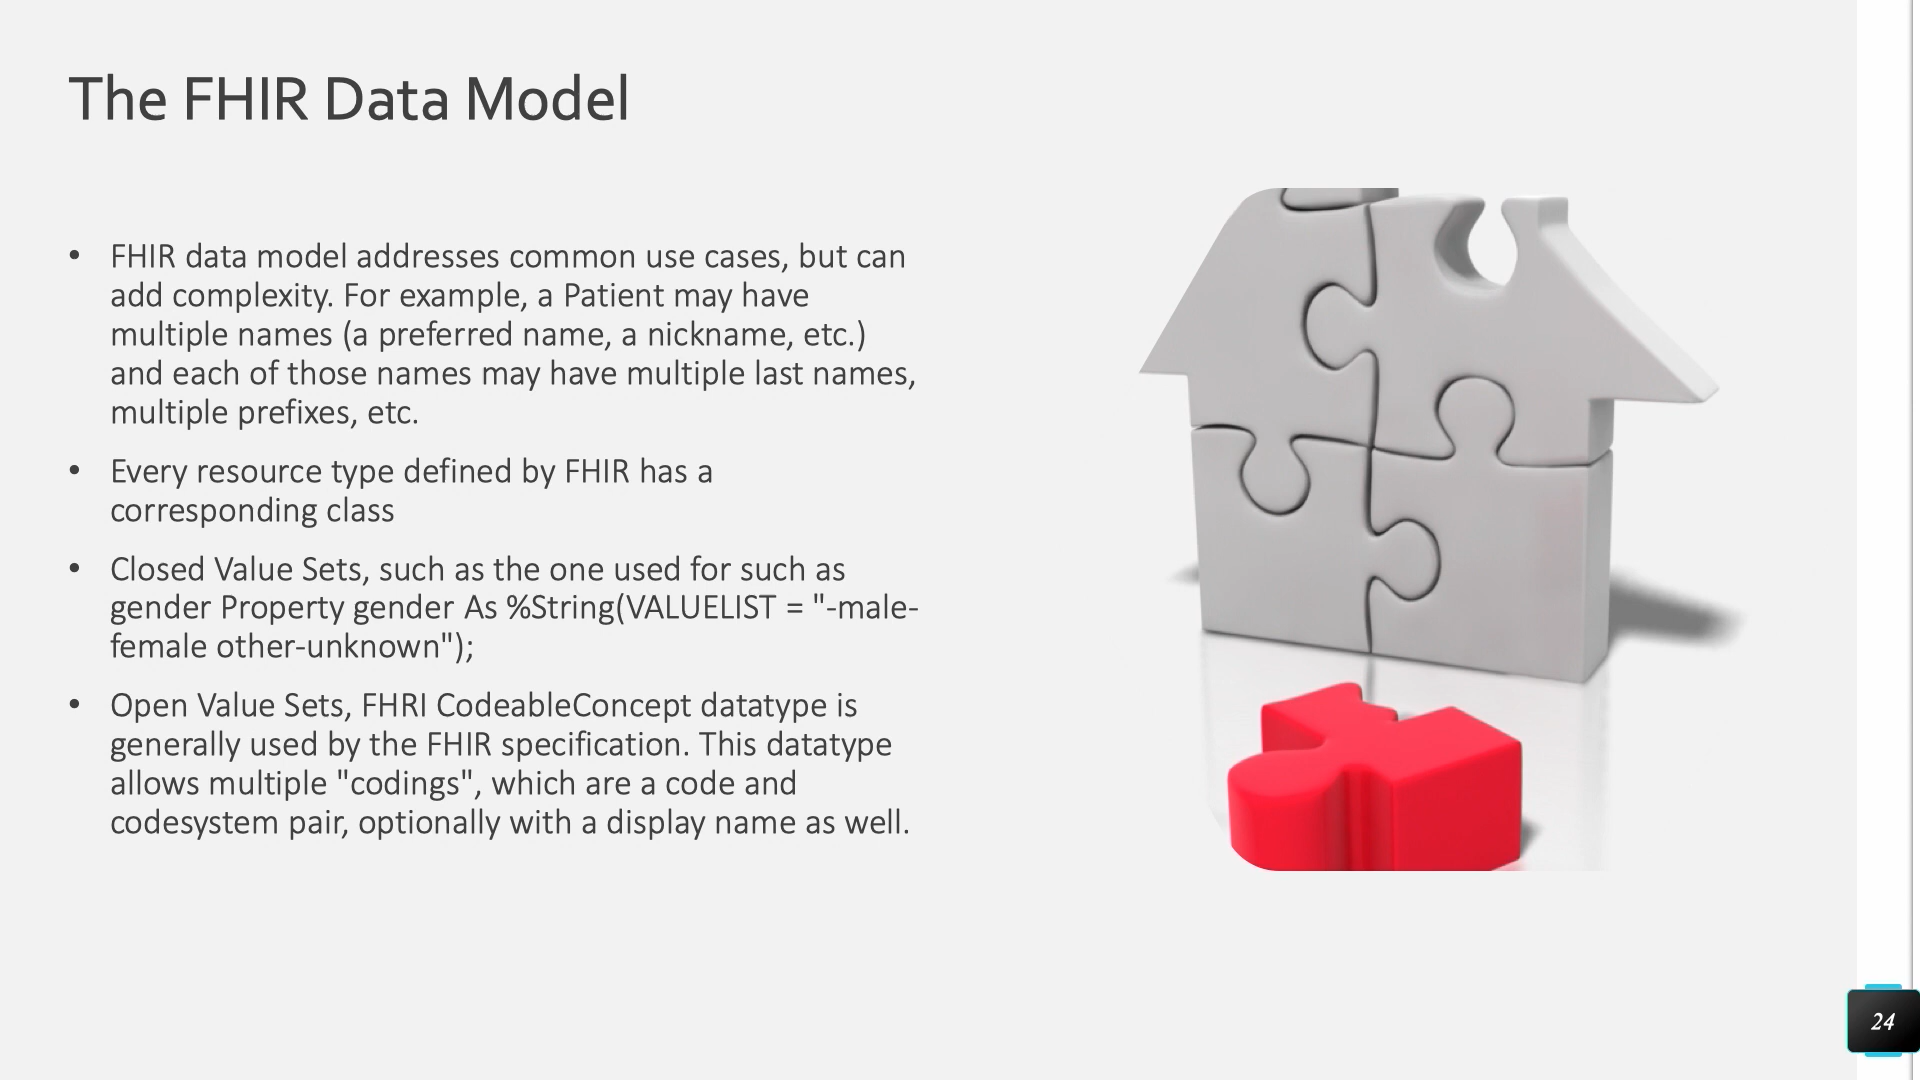 The FHIR Data Model
• FHIR data model addresses common use cases, but can
add complexity. For example, a Patient may have
multiple names (a preferred name, a nickname, etc.)
and each of those names may have multiple last names,
multiple prefixes, etc.
• Every resource type defined by FHIR has a
corresponding class
• Closed Value Sets, such as the one used for such as
gender Property gender As %String(VALUELIST = "-male-
female other-unknown");
• Open Value Sets, FHRI CodeableConcept datatype is
generally used by the FHIR specification. This datatype
allows multiple "codings", which are a code and
codesystem pair, optionally with a display name as well.
24